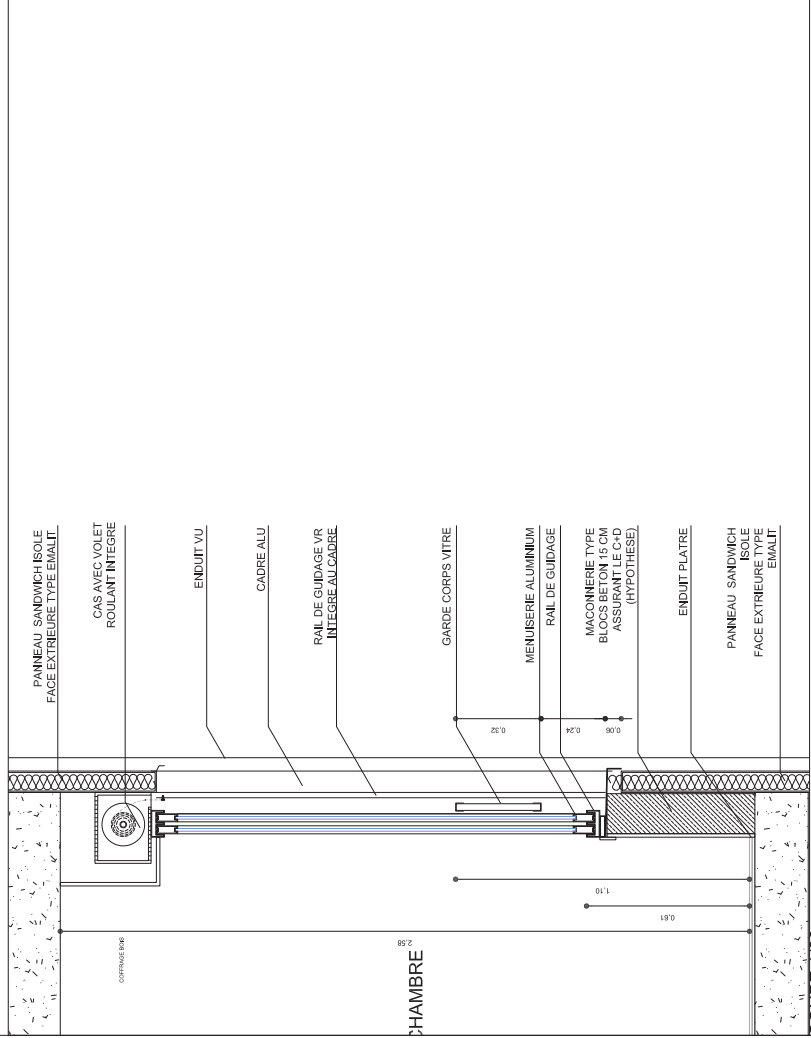 PANNEAU SANDWICH ISOLE
FACE EXTRIEURE TYPE EMALIT
CAS AVEC VOLET
ROULANT INTEGRE
ENDUIT VU
CADRE ALU
RAIL DE GUIDAGE VR
INTEGRE AU CADRE
GARDE CORPS VITRE
MENUISERIE ALUMINIUM
RAIL DE GUIDAGE
MACONNERIE TYPE
BLOCS BETON 15 CM
ASSURANT LE C+D
(HYPOTHESE)
ENDUIT PLATRE
PANNEAU SANDWICH
ISOLE
FACE EXTRIEURE TYPE
EMALIT
0,32
0,24
0,06
1,10
0,61
2,58
COFFRAGE BOIS
CHAMBRE